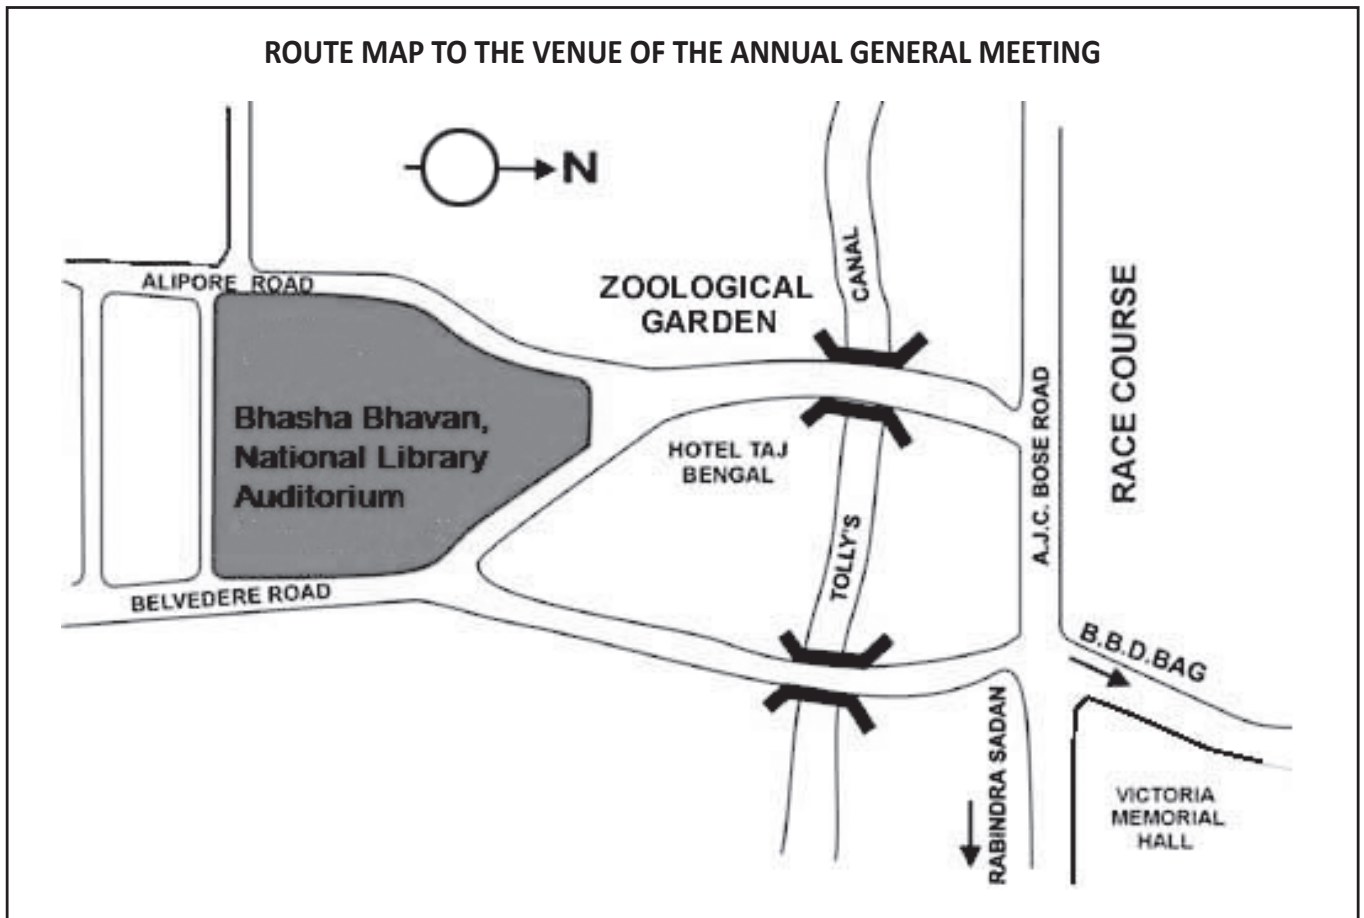 ROUTE MAP TO THE VENUE OF THE ANNUAL GENERAL MEETING
N
ALIPORE ROAD
ZOOLOGICAL
GARDEN
CANAL
RACE COURSE
A.J.C. BOSE ROAD
Bhasha Bhavan,
National Library
Auditorium
HOTEL TAJ
BENGAL
TOLLY'S
BELVEDERE ROAD
B.B.D.BAG
RABINDRA SADAN
VICTORIA
MEMORIAL
HALL